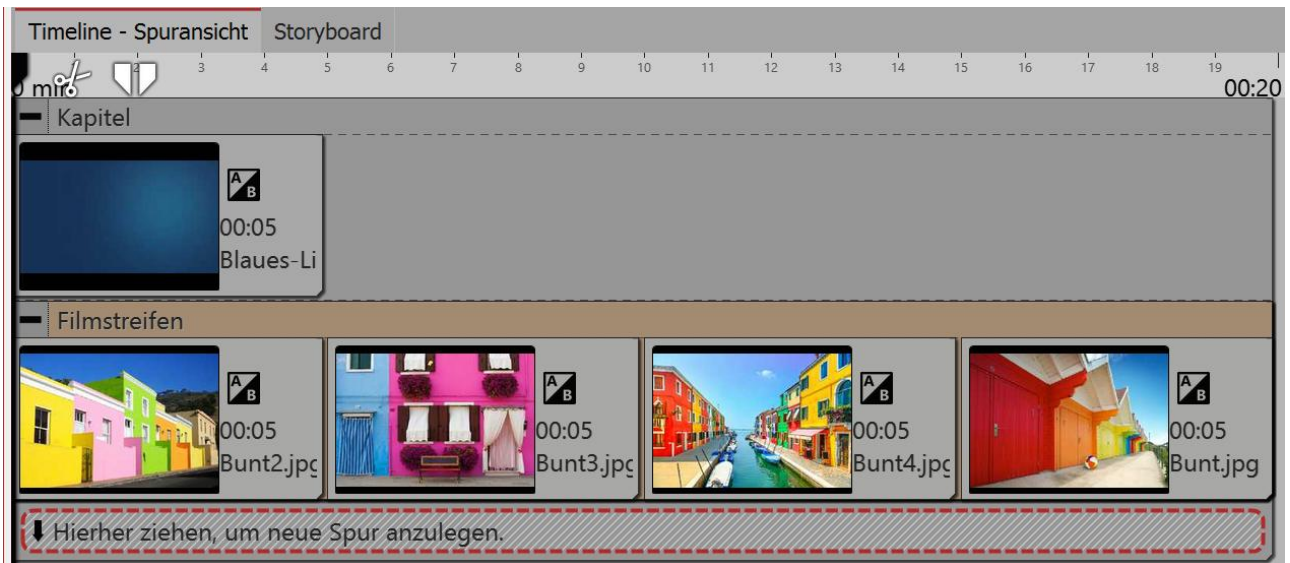 Timeline - Spuransicht Storyboard
3 4 5 6 7 8 9 10 11 12 13 14 15 16 17 18 19
0 min 00:20
Kapitel
A B
00:05
Blaues-Li
Filmstreifen
A B
00:05
Bunt2.jpg
A B
00:05
Bunt3.jpg
A B
00:05
Bunt4.jpg
A B
00:05
Bunt.jpg
Hierher ziehen, um neue Spur anzulegen.